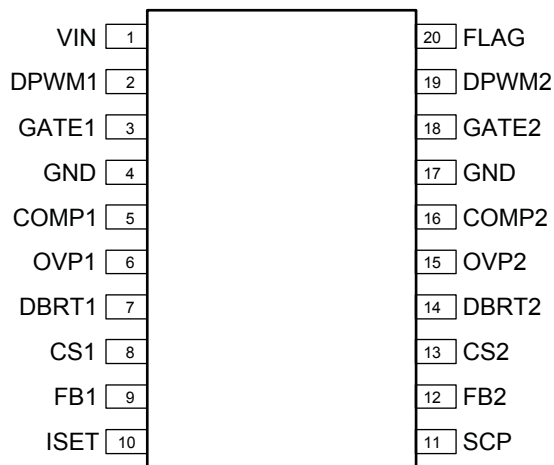 VIN 1 20 FLAG
DPWM1 2 19 DPWM2
GATE1 3 18 GATE2
GND 4 17 GND
COMP1 5 16 COMP2
OVP1 6 15 OVP2
DBRT1 7 14 DBRT2
CS1 8 13 CS2
FB1 9 12 FB2
ISET 10 11 SCP